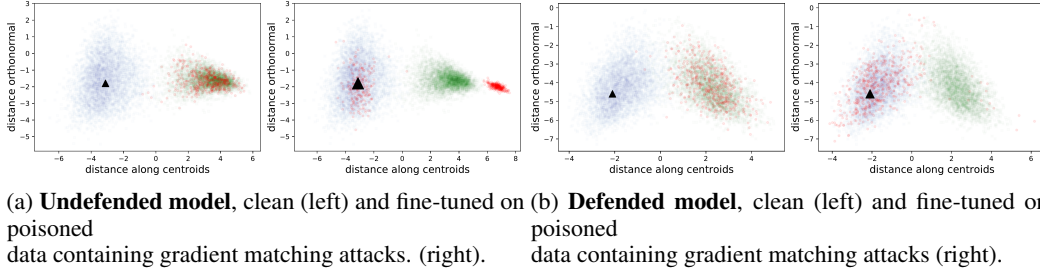 3
2
1
0
−1
−2
−3
−4
−5
distance orthonormal
−6 −4 −2 0 2 4 6
distance along centroids
3
2
1
0
−1
−2
−3
−4
−5
distance orthonormal
−6 −4 −2 0 2 4 6 8
distance along centroids
0
−1
−2
−3
−4
−5
−6
−7
distance orthonormal
−4 −2 0 2 4
distance along centroids
0
−1
−2
−3
−4
−5
−6
−7
distance orthonormal
−4 −2 0 2 4 6
distance along centroids
(a) Undefended model, clean (left) and fine-tuned on
poisoned
data containing gradient matching attacks. (right).
(b) Defended model, clean (left) and fine-tuned
poisoned
data containing gradient matching attacks (right).